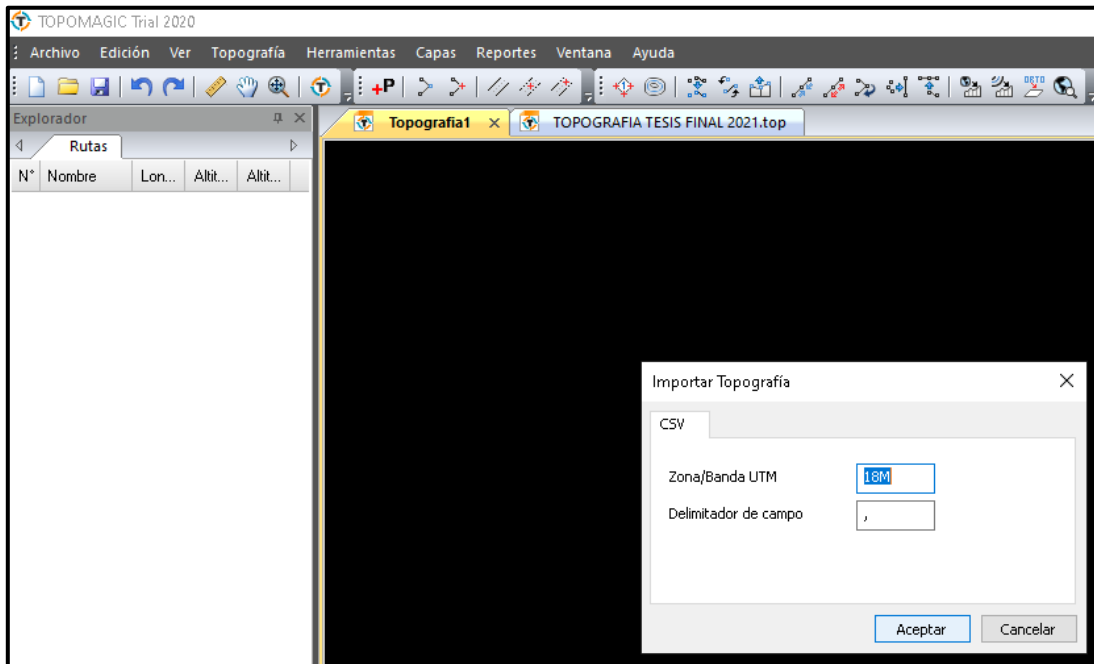 TOPOMAGIC Trial 2020
Archivo Edición Ver Topografía Herramientas Capas Reportes Ventana Ayuda
+P
Explorador
Topografia1
TOPOGRAFIA TESIS FINAL 2021.top
Rutas
N° Nombre Lon... Altit... Altit...
Importar Topografía
CSV
Zona/Banda UTM 18M
Delimitador de campo ,
Aceptar Cancelar